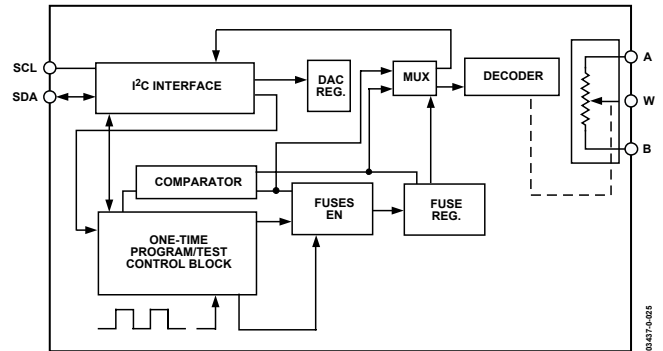 SCL
SDA
I2C INTERFACE
DAC
REG.
MUX
DECODER
A
W
B
COMPARATOR
FUSES
EN
FUSE
REG.
ONE-TIME
PROGRAM/TEST
CONTROL BLOCK
03437-0-025